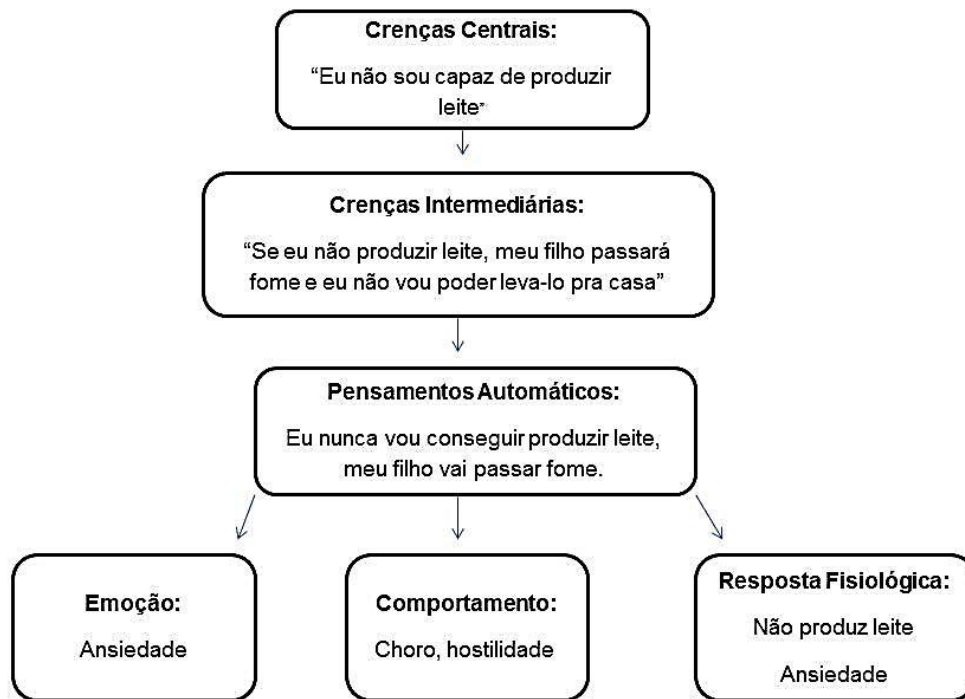 Crenças Centrais:
“Eu não sou capaz de produzir
leite”
Crenças Intermediárias:
“Se eu não produzir leite, meu filho passará
fome e eu não vou poder leva-lo pra casa”
Pensamentos Automáticos:
Eu nunca vou conseguir produzir leite,
meu filho vai passar fome.
Emoção:
Ansiedade
Comportamento:
Choro, hostilidade
Resposta Fisiológica:
Não produz leite
Ansiedade